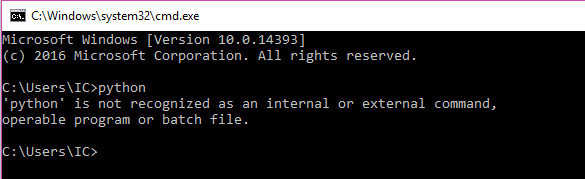 C:\Windows\system32\cmd.exe
Microsoft Windows [Version 10.0.14393]
(c) 2016 Microsoft Corporation. All rights reserved.
C:\Users\IC>python
'python' is not recognized as an internal or external command,
operable program or batch file.
C:\Users\IC>